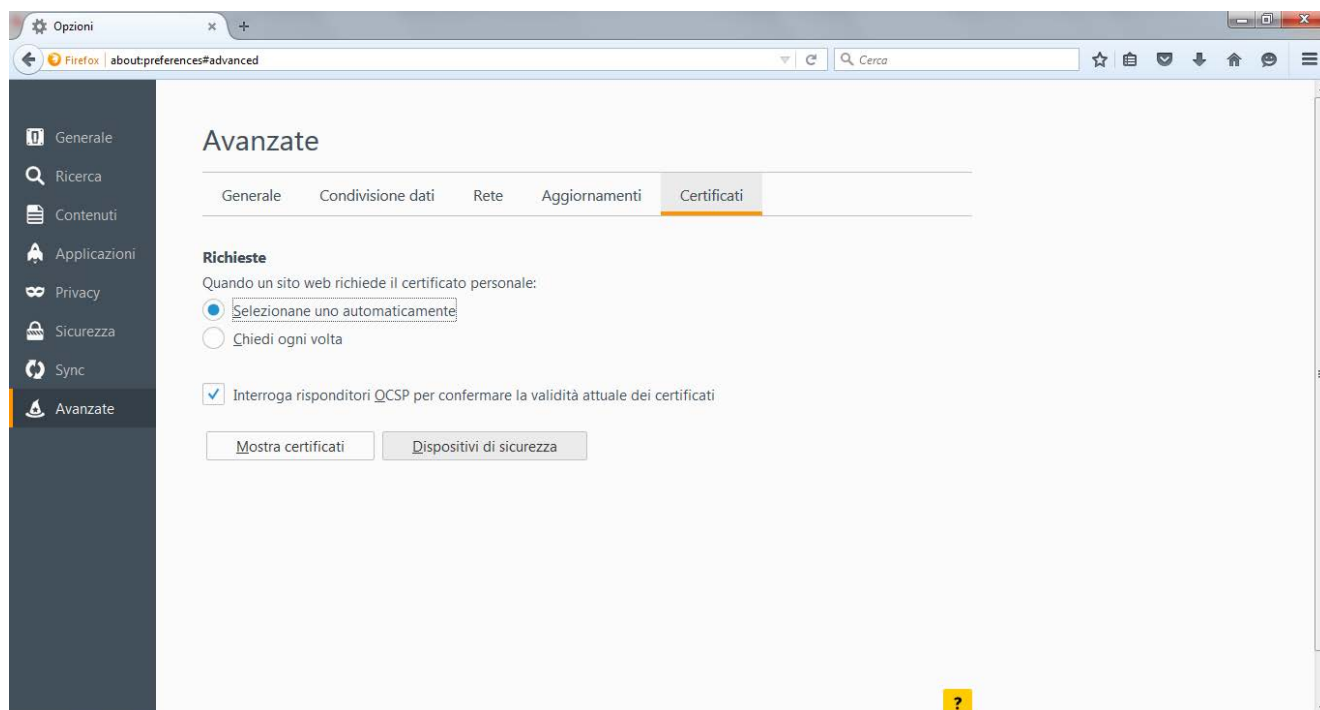 Opzioni
Firefox about:preferences#advanced
Cerca
Generale
Ricerca
Contenuti
Applicazioni
Privacy
Sicurezza
Sync
Avanzate
Avanzate
Generale Condivisione dati Rete Aggiornamenti Certificati
Richieste
Quando un sito web richiede il certificato personale:
Selezionane uno automaticamente
Chiedi ogni volta
Interroga risponditori OCSP per confermare la validità attuale dei certificati
Mostra certificati Dispositivi di sicurezza
?